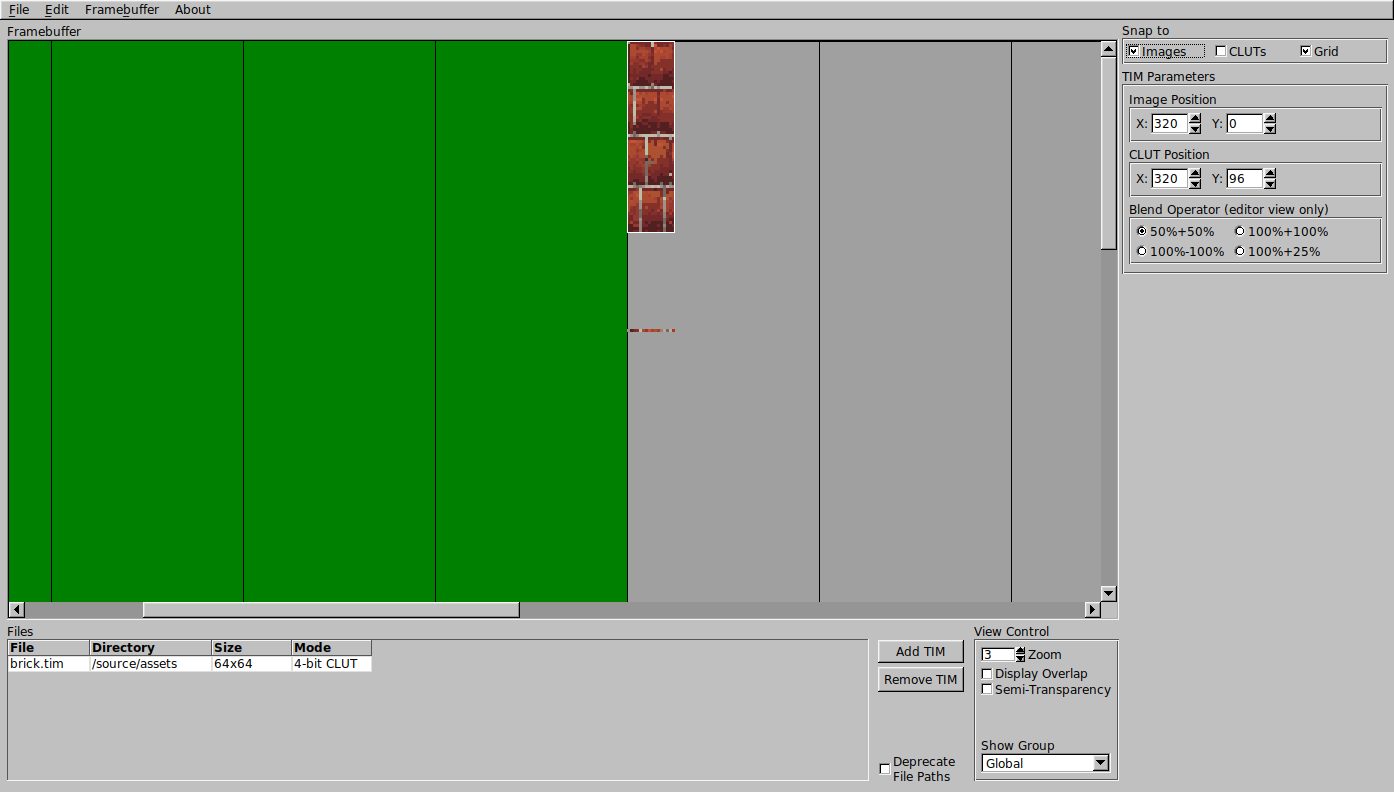 File Edit Framebuffer About
Framebuffer
Snap to
Images CLUTs Grid
TIM Parameters
Image Position
X: 320 Y: 0
CLUT Position
X: 320 Y: 96
Blend Operator (editor view only)
50%+50% 100%+100%
100%-100% 100%+25%
Files
File Directory Size Mode
brick.tim /source/assets 64x64 4-bit CLUT
Add TIM
Remove TIM
Deprecate
File Paths
View Control
3 Zoom
Display Overlap
Semi-Transparency
Show Group
Global